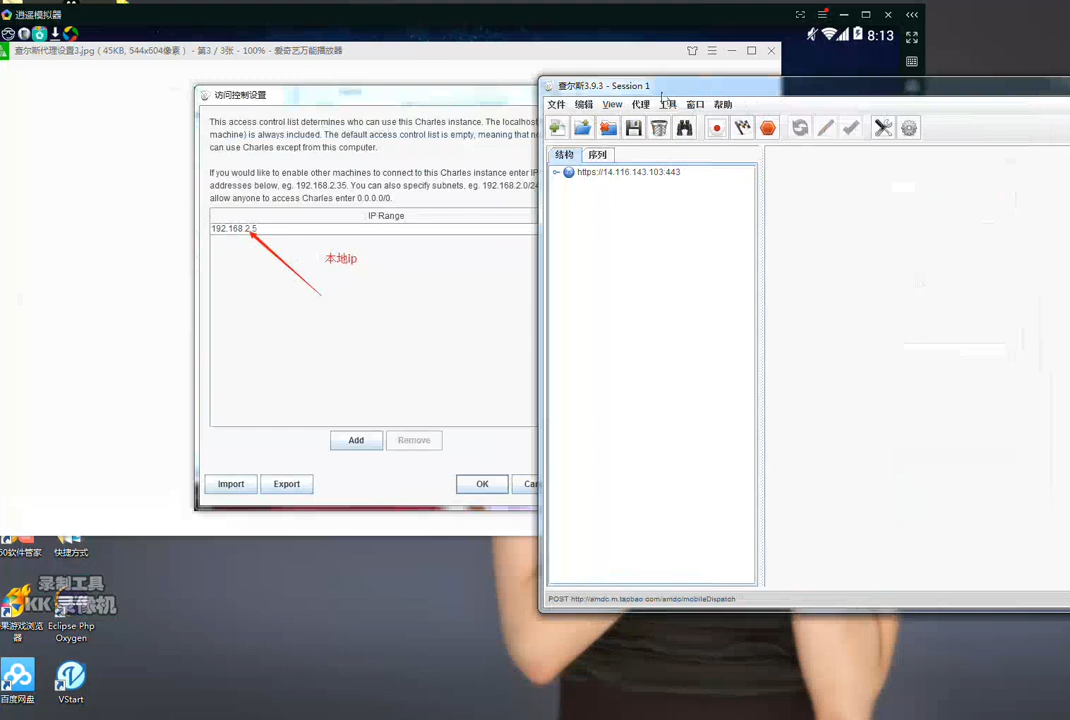 逍遥模拟器
8:13
查尔斯代理设置3.jpg ( 45KB, 544x604像素 ) - 第3 / 3张 - 100% - 爱奇艺万能播放器
访问控制设置
This access control list determines who can use this Charles instance. The localhost
machine) is always included. The default access control list is empty, meaning that no
can use Charles except from this computer.
If you would like to enable other machines to connect to this Charles instance enter IP
addresses below, eg. 192.168.2.35. You can also specify subnets, eg. 192.168.2.0/24
allow anyone to access Charles enter 0.0.0.0/0.
IP Range
192.168.2.5
本地ip
Add
Remove
Import
Export
OK
Can
查尔斯3.9.3 - Session 1
文件 编辑 View 代理 工具 窗口 帮助
结构 序列
https://14.116.143.103:443
POST http://amdc.m.taobao.com/amdc/mobileDispatch
60软件管家
快捷方式
录制工具
KK 录像机
果游戏浏览
器
Eclipse Php
Oxygen
百度网盘
VStart